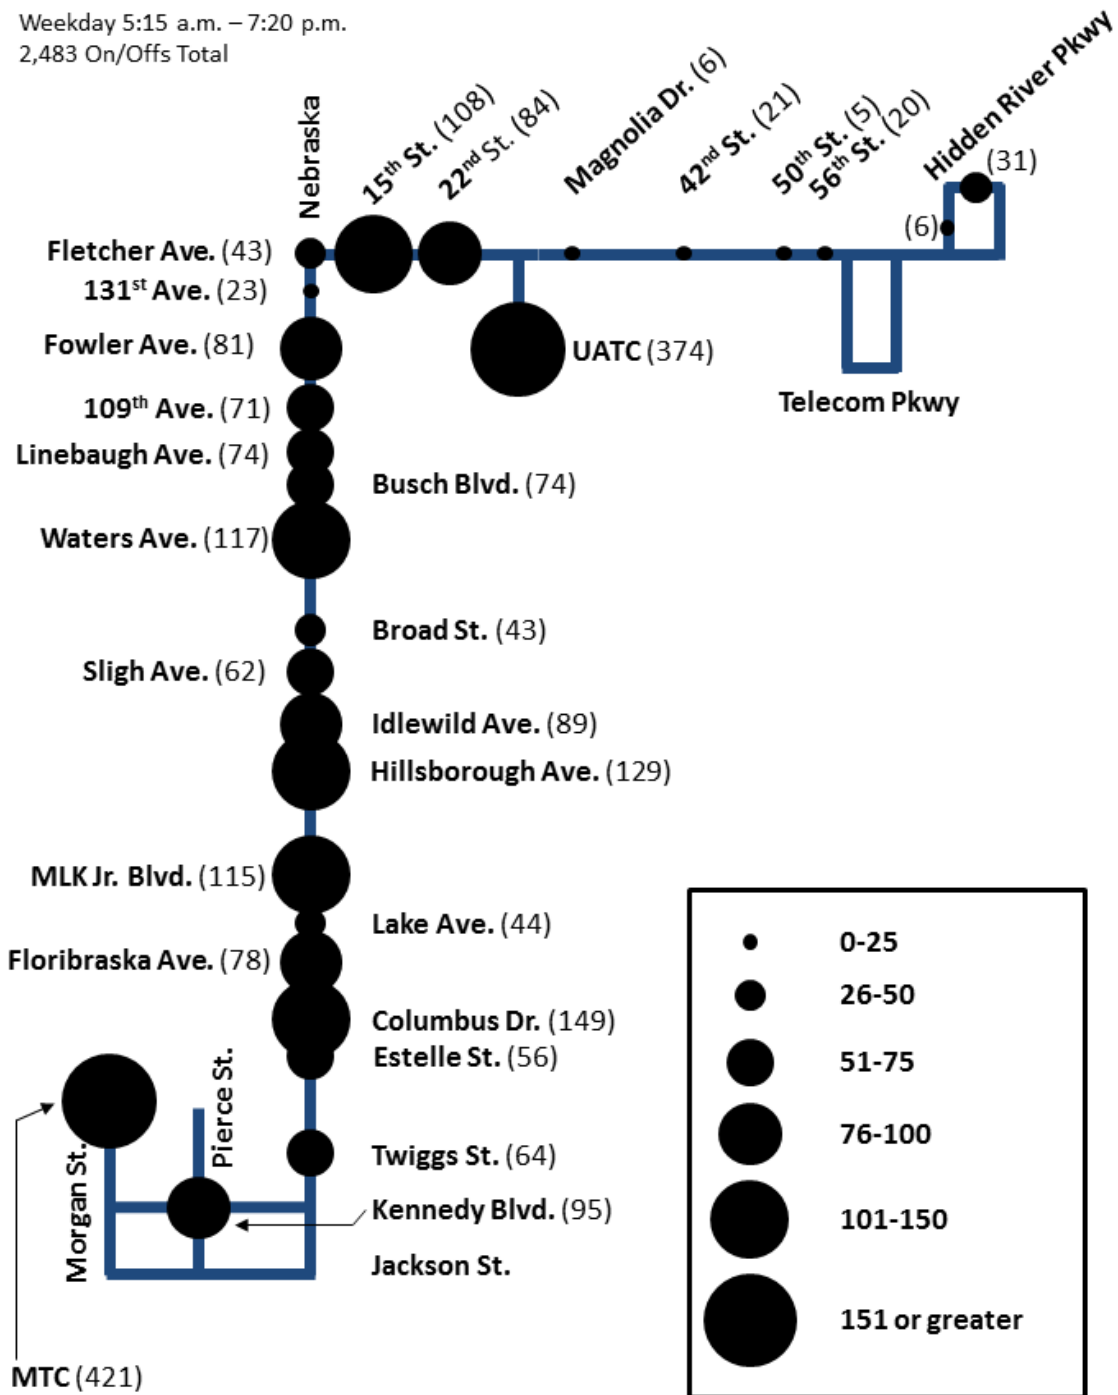 Weekday 5:15 a.m. – 7:20 p.m.
2,483 On/Offs Total
Nebraska
15th St. (108)
22nd St. (84)
Magnolia Dr. (6)
42nd St. (21)
50th St. (5)
56th St. (20)
Hidden River Pkwy
(31)
(6)
Fletcher Ave. (43)
131st Ave. (23)
Fowler Ave. (81)
UATC (374)
Telecom Pkwy
109th Ave. (71)
Linebaugh Ave. (74)
Busch Blvd. (74)
Waters Ave. (117)
Broad St. (43)
Sligh Ave. (62)
Idlewild Ave. (89)
Hillsborough Ave. (129)
MLK Jr. Blvd. (115)
Lake Ave. (44)
Floribraska Ave. (78)
Columbus Dr. (149)
Estelle St. (56)
Pierce St.
Morgan St.
Twiggs St. (64)
Kennedy Blvd. (95)
Jackson St.
MTC (421)
0-25
26-50
51-75
76-100
101-150
151 or greater